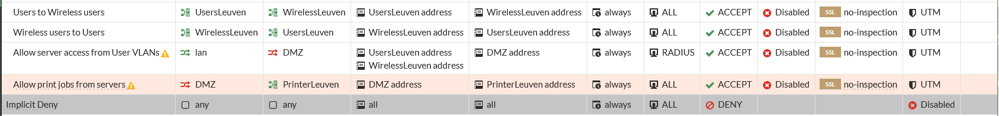 Users to Wireless users UsersLeuven WirelessLeuven UsersLeuven address WirelessLeuven address always ALL ACCEPT Disabled SSL no-inspection UTM
Wireless users to Users WirelessLeuven UsersLeuven WirelessLeuven address UsersLeuven address always ALL ACCEPT Disabled SSL no-inspection UTM
Allow server access from User VLANs lan DMZ UsersLeuven address DMZ address always RADIUS ACCEPT Disabled SSL no-inspection UTM
WirelessLeuven address
Allow print jobs from servers DMZ PrinterLeuven DMZ address PrinterLeuven address always ALL ACCEPT Disabled SSL no-inspection UTM
Implicit Deny any any all all always ALL DENY Disabled